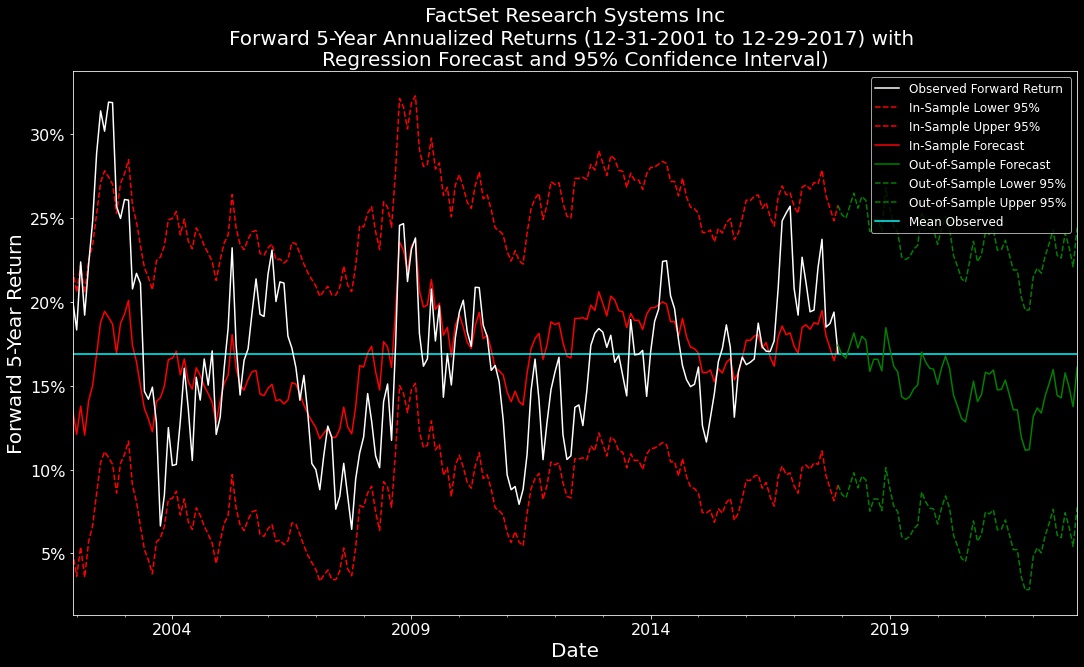 FactSet Research Systems Inc
Forward 5-Year Annualized Returns (12-31-2001 to 12-29-2017) with
Regression Forecast and 95% Confidence Interval)
Observed Forward Return
In-Sample Lower 95%
In-Sample Upper 95%
In-Sample Forecast
Out-of-Sample Forecast
Out-of-Sample Lower 95%
Out-of-Sample Upper 95%
Mean Observed
Forward 5-Year Return
30%
25%
20%
15%
10%
5%
2004
2009
2014
2019
Date